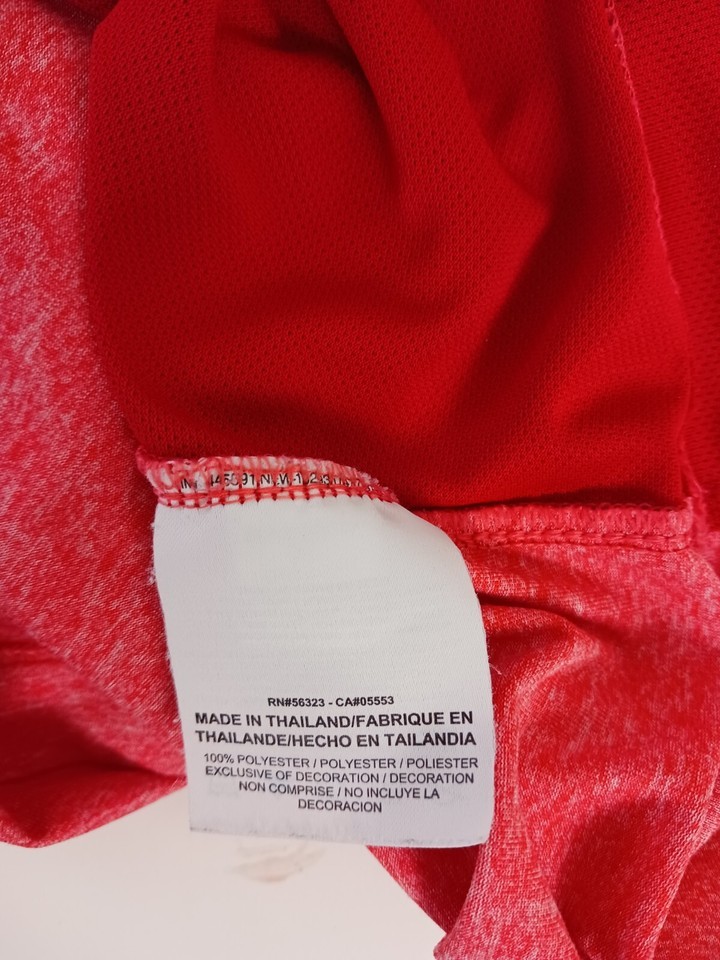 RN#56323 - CA#05553
MADE IN THAILAND/FABRIQUE EN
THAILANDE/HECHO EN TAILANDIA
100% POLYESTER / POLYESTER / POLIESTER
EXCLUSIVE OF DECORATION / DECORATION
NON COMPRISE / NO INCLUYE LA
DECORACION